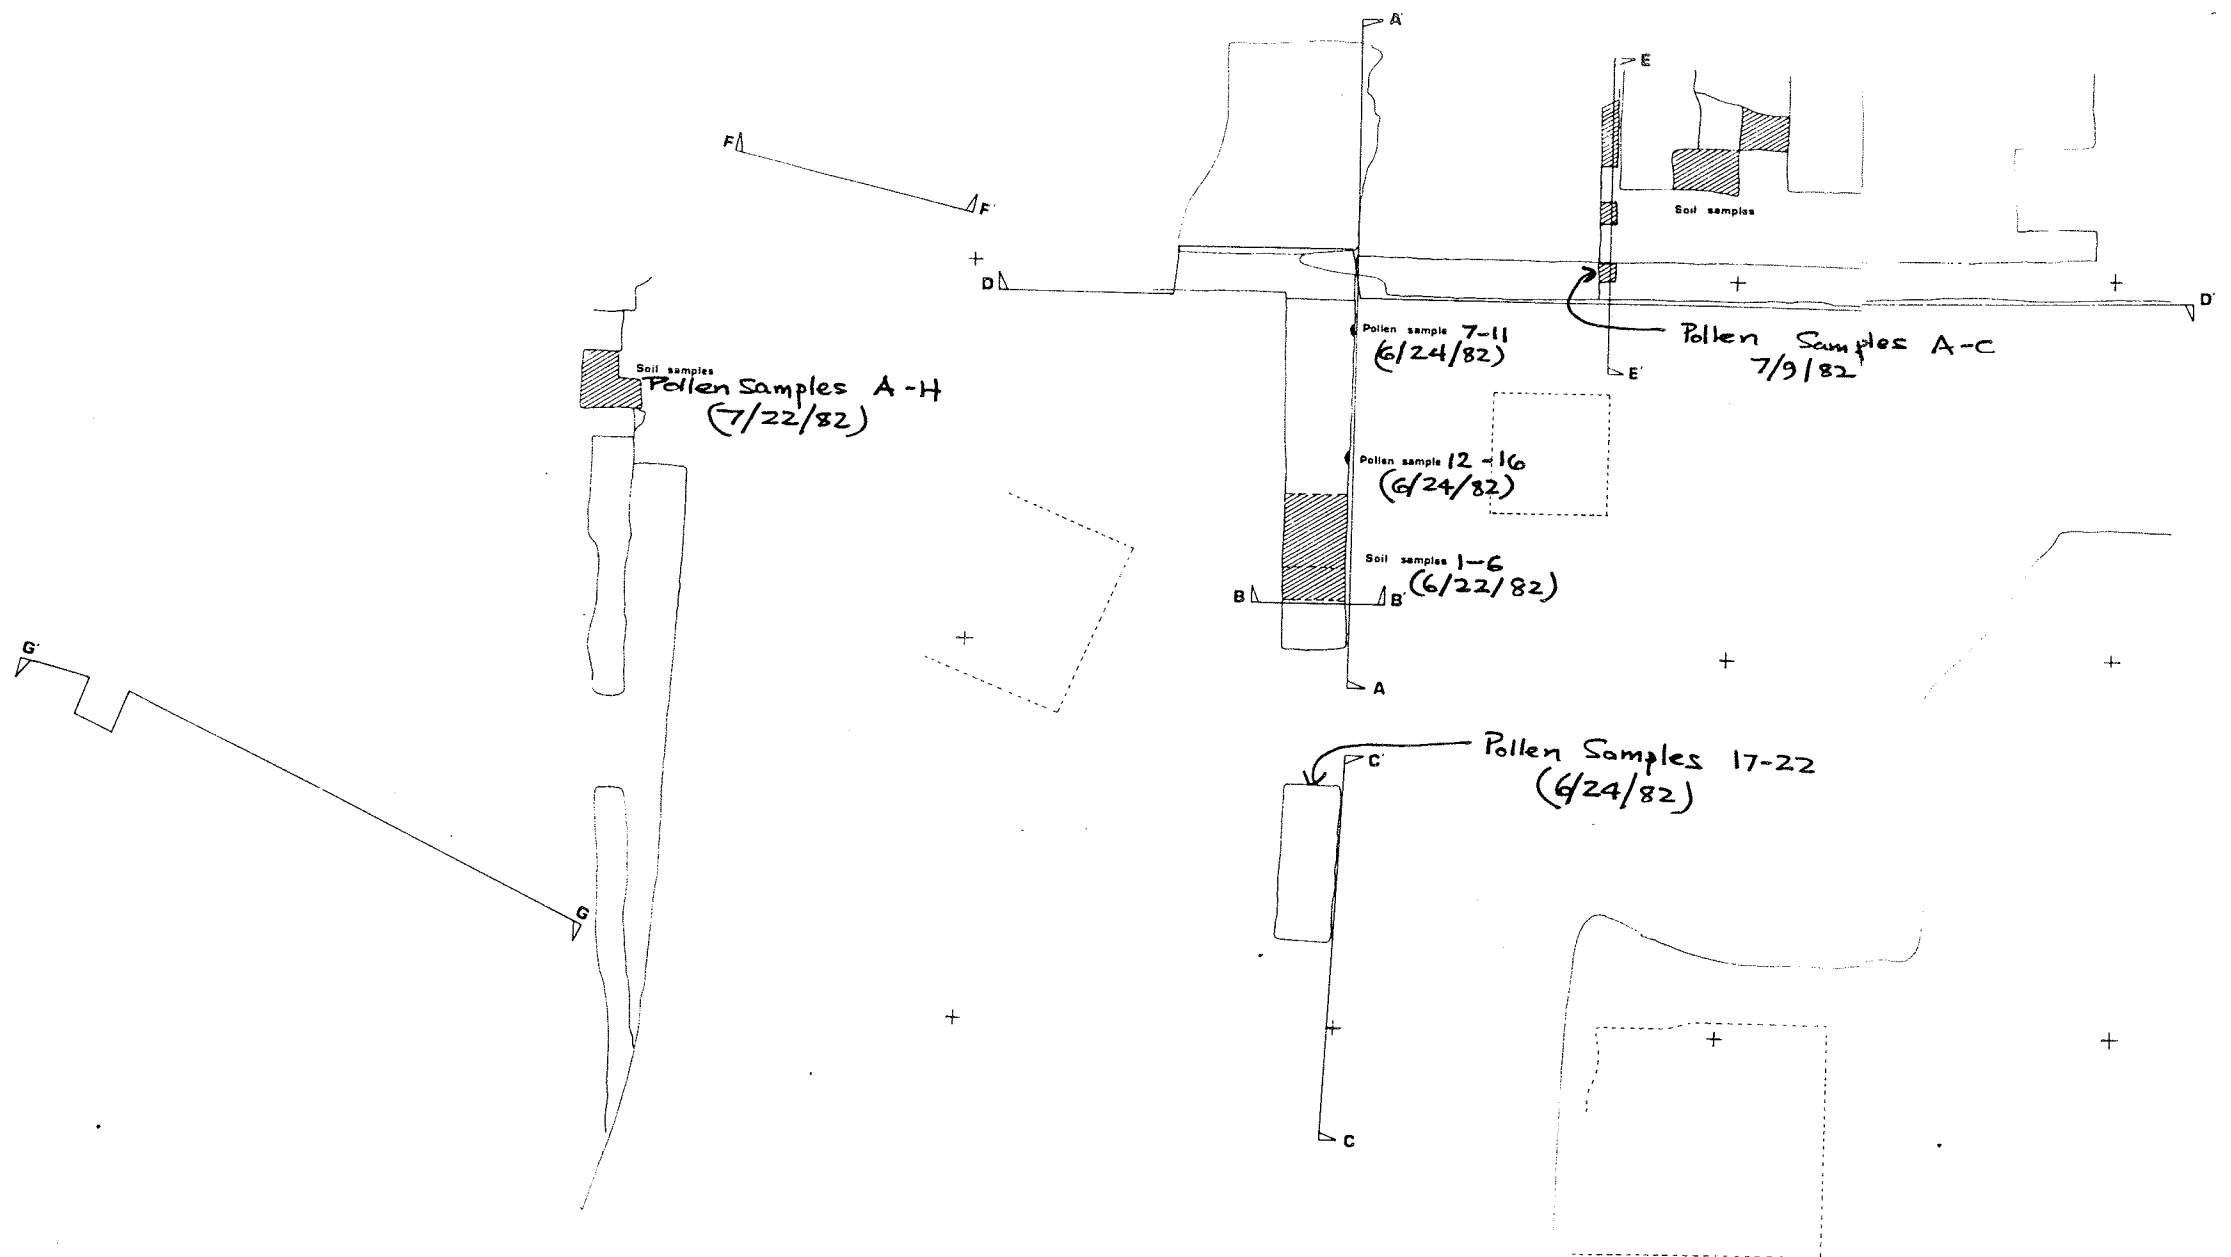 A'
E
F
F'
Soil samples
D
D'
Pollen sample 7-11
(6/24/82)
Pollen Samples A-C
7/9/82
E'
Soil samples
Pollen Samples A-H
(7/22/82)
Pollen sample 12-16
(6/24/82)
Soil samples 1-6
(6/22/82)
B
B'
G'
A
Pollen Samples 17-22
(6/24/82)
C'
G
C